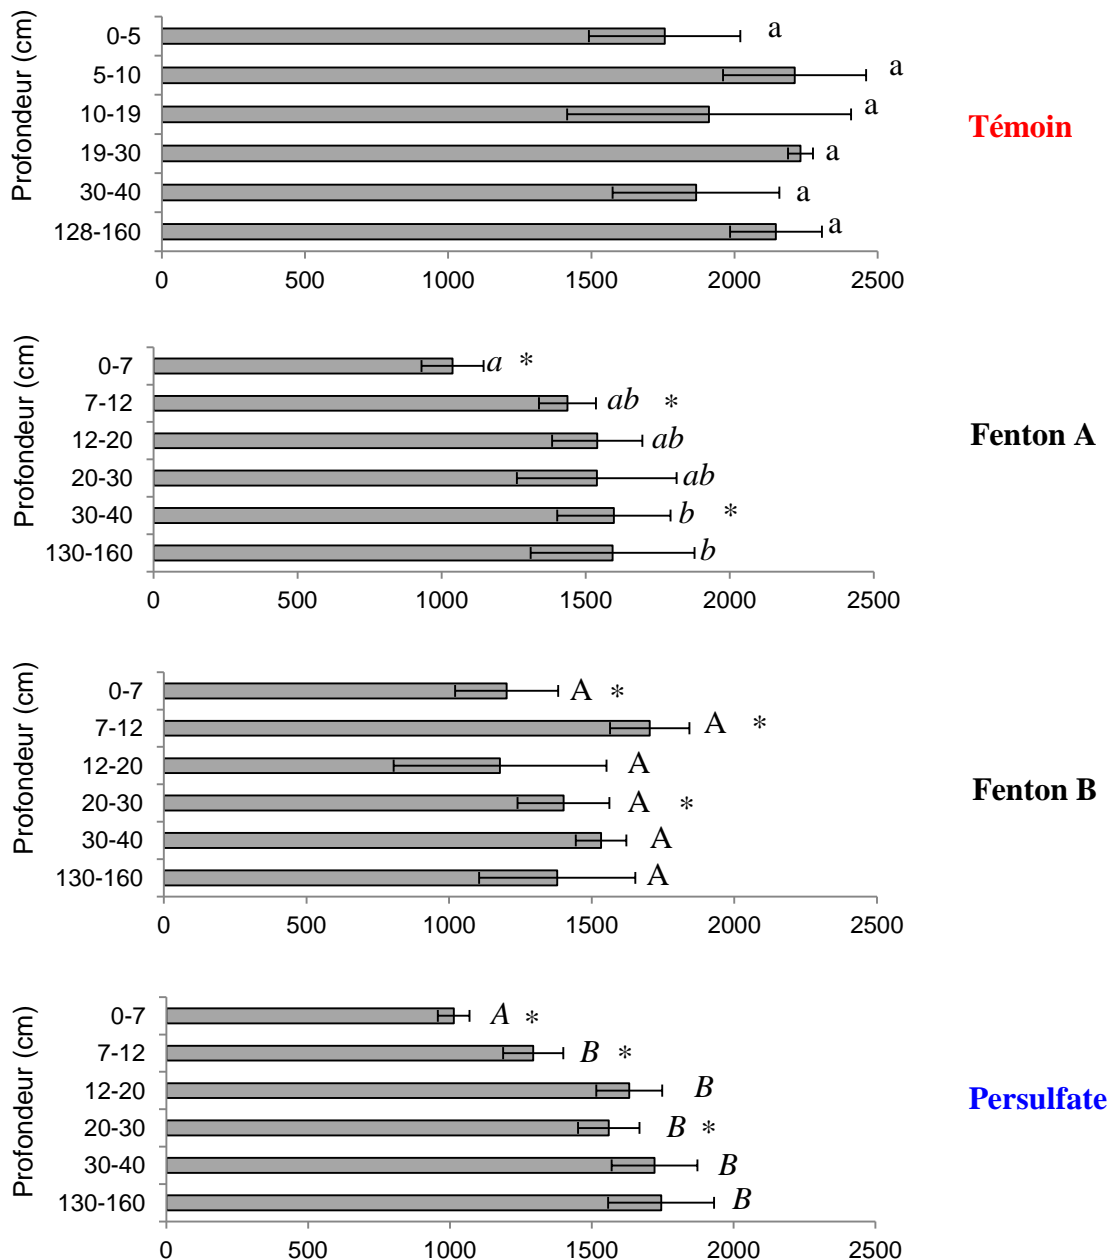 Profondeur (cm)
0-5 a
5-10 a
10-19 a
19-30 a
30-40 a
128-160 a
0 500 1000 1500 2000 2500
Témoin
Profondeur (cm)
0-7 a *
7-12 ab *
12-20 ab
20-30 ab
30-40 b *
130-160 b
0 500 1000 1500 2000 2500
Fenton A
Profondeur (cm)
0-7 A *
7-12 A *
12-20 A
20-30 A *
30-40 A
130-160 A
0 500 1000 1500 2000 2500
Fenton B
Profondeur (cm)
0-7 A *
7-12 B *
12-20 B
20-30 B *
30-40 B
130-160 B
0 500 1000 1500 2000 2500
Persulfate